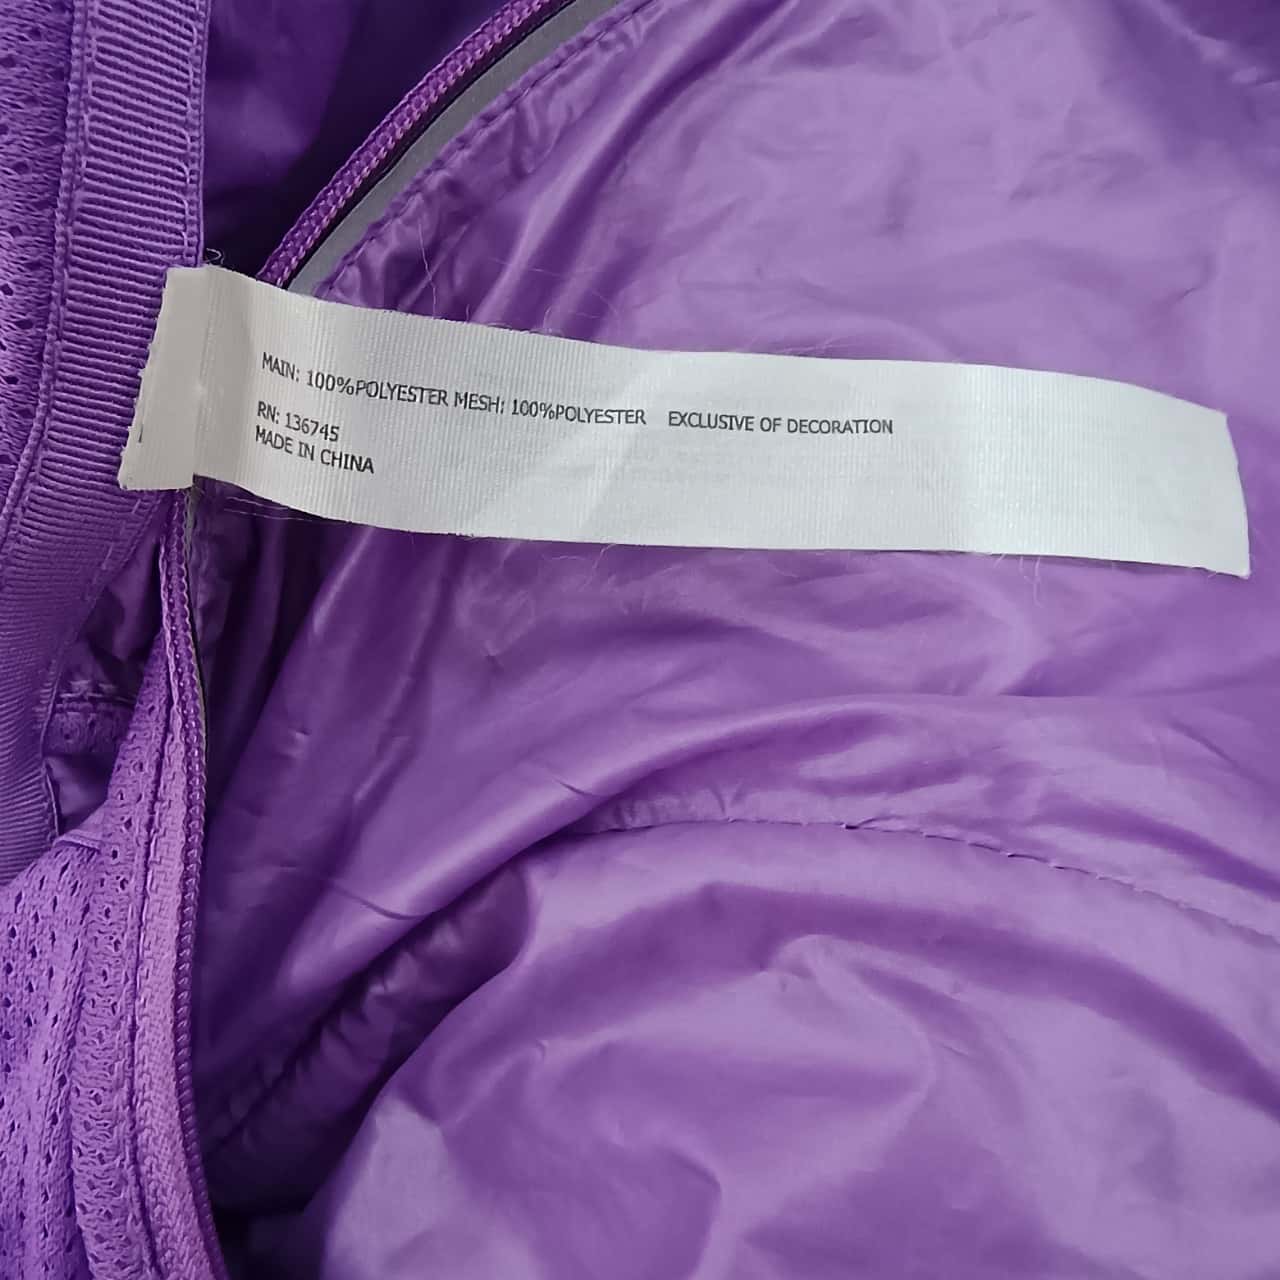 MAIN: 100%POLYESTER MESH: 100%POLYESTER EXCLUSIVE OF DECORATION
RN: 136745
MADE IN CHINA